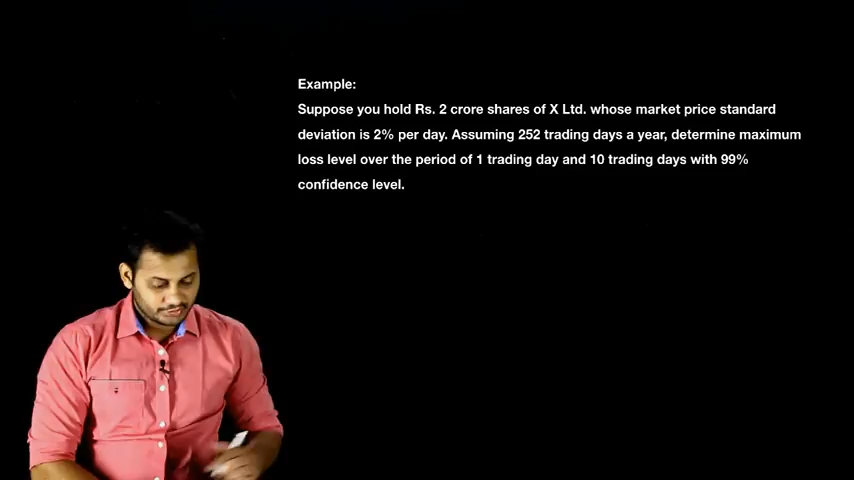 Example:
Suppose you hold Rs. 2 crore shares of X Ltd. whose market price standard
deviation is 2% per day. Assuming 252 trading days a year, determine maximum
loss level over the period of 1 trading day and 10 trading days with 99%
confidence level.